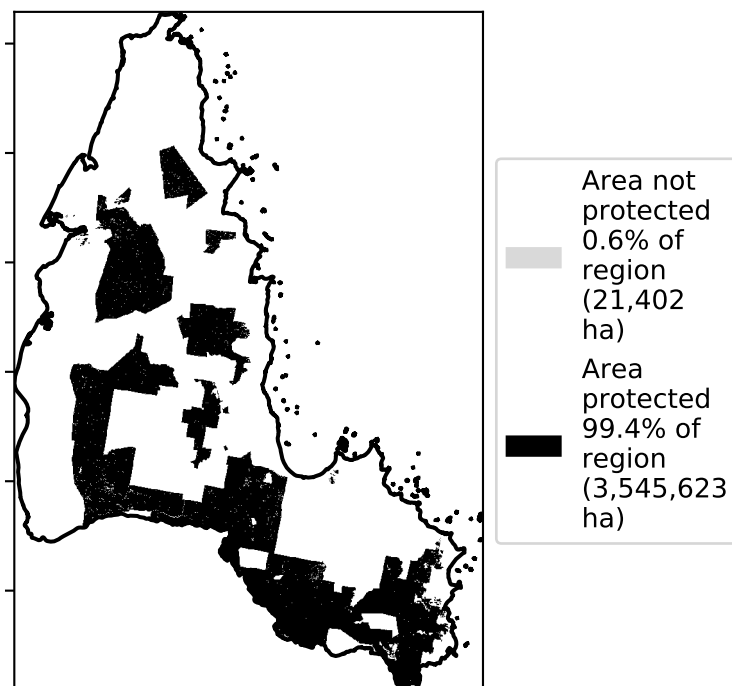 Area not
protected
0.6% of
region
(21,402
ha)
Area
protected
99.4% of
region
(3,545,623
ha)